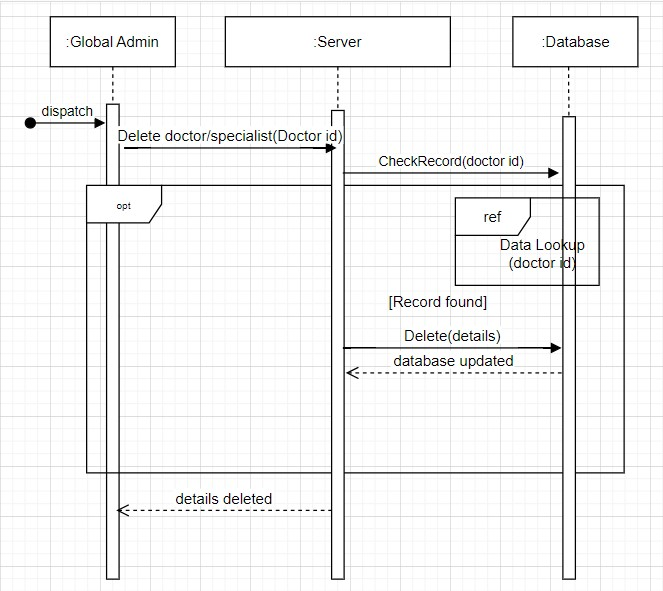 :Global Admin
:Server
:Database
dispatch
Delete doctor/specialist(Doctor id)
CheckRecord(doctor id)
opt
ref
Data Lookup
(doctor id)
[Record found]
Delete(details)
database updated
details deleted